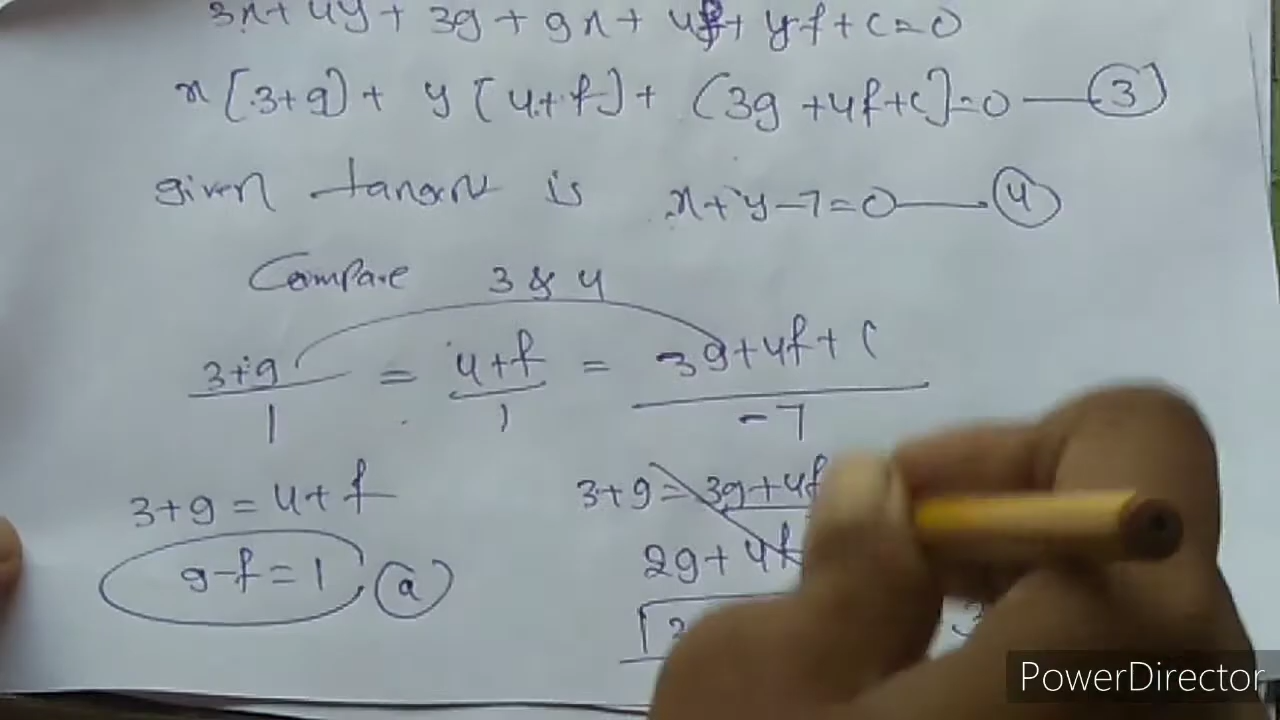 3x + 4y + 3g + gx + 4f + yf + c = 0
x [3+g) + y [4+f] + (3g + 4f + c] = 0 — 3
given tangent is x + y - 7 = 0 — 4
Compare 3 & 4
3+g/1 = 4+f/1 = 3g+4f+c/-7
3+g = 4+f
g-f = 1 a
3+g = 3g+4f
2g + 4f
3
PowerDirector